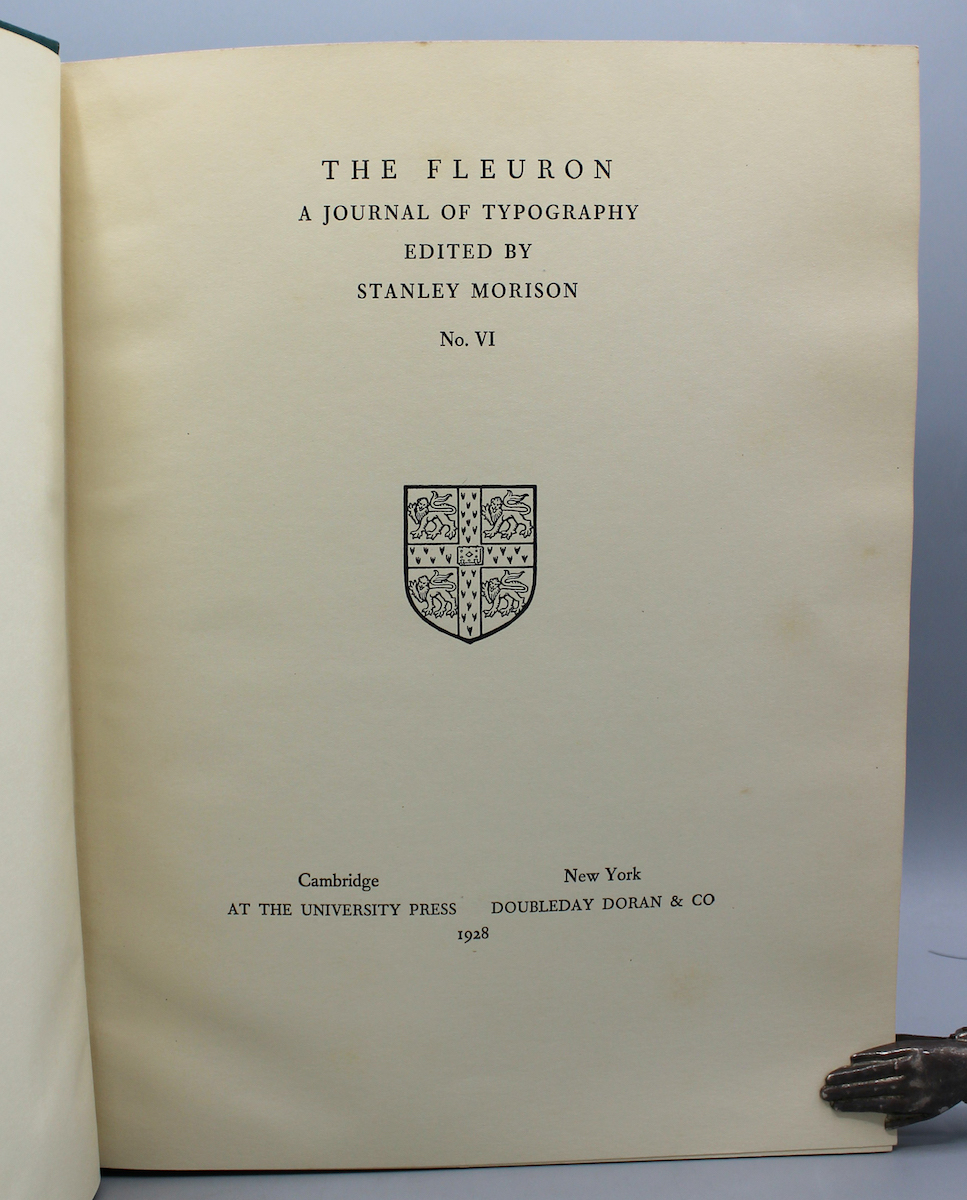 THE FLEURON
A JOURNAL OF TYPOGRAPHY
EDITED BY
STANLEY MORISON
No. VI
Cambridge New York
AT THE UNIVERSITY PRESS DOUBLEDAY DORAN & CO
1928